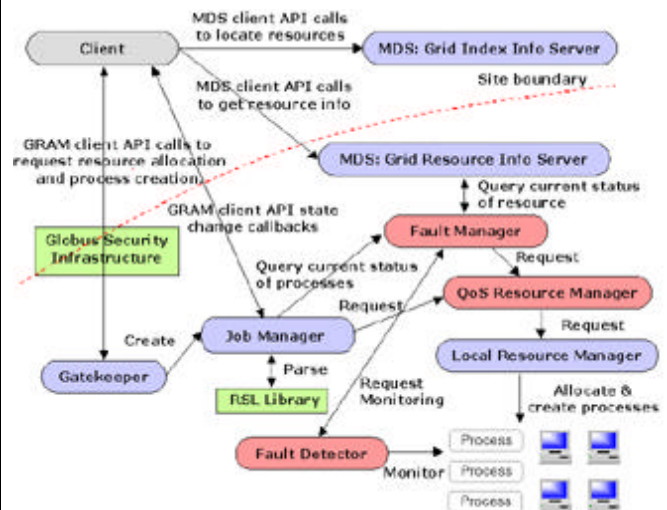 MDS client API calls
to locate resources
Client
MDS: Grid Index Info Server
Site boundary
MDS client API calls
to get resource info
GRAM client API calls to
request resource allocation
and process creation
MDS: Grid Resource Info Server
Query current status
of resource
GRAM client API state
change callbacks
Globus Security
Infrastructure
Fault Manager
Query current status
of processes
Request
QoS Resource Manager
Request
Create
Job Manager
Request
Local Resource Manager
Gatekeeper
Parse
RSL Library
Request
Monitoring
Allocate &
create processes
Fault Detector
Monitor
Process
Process
Process